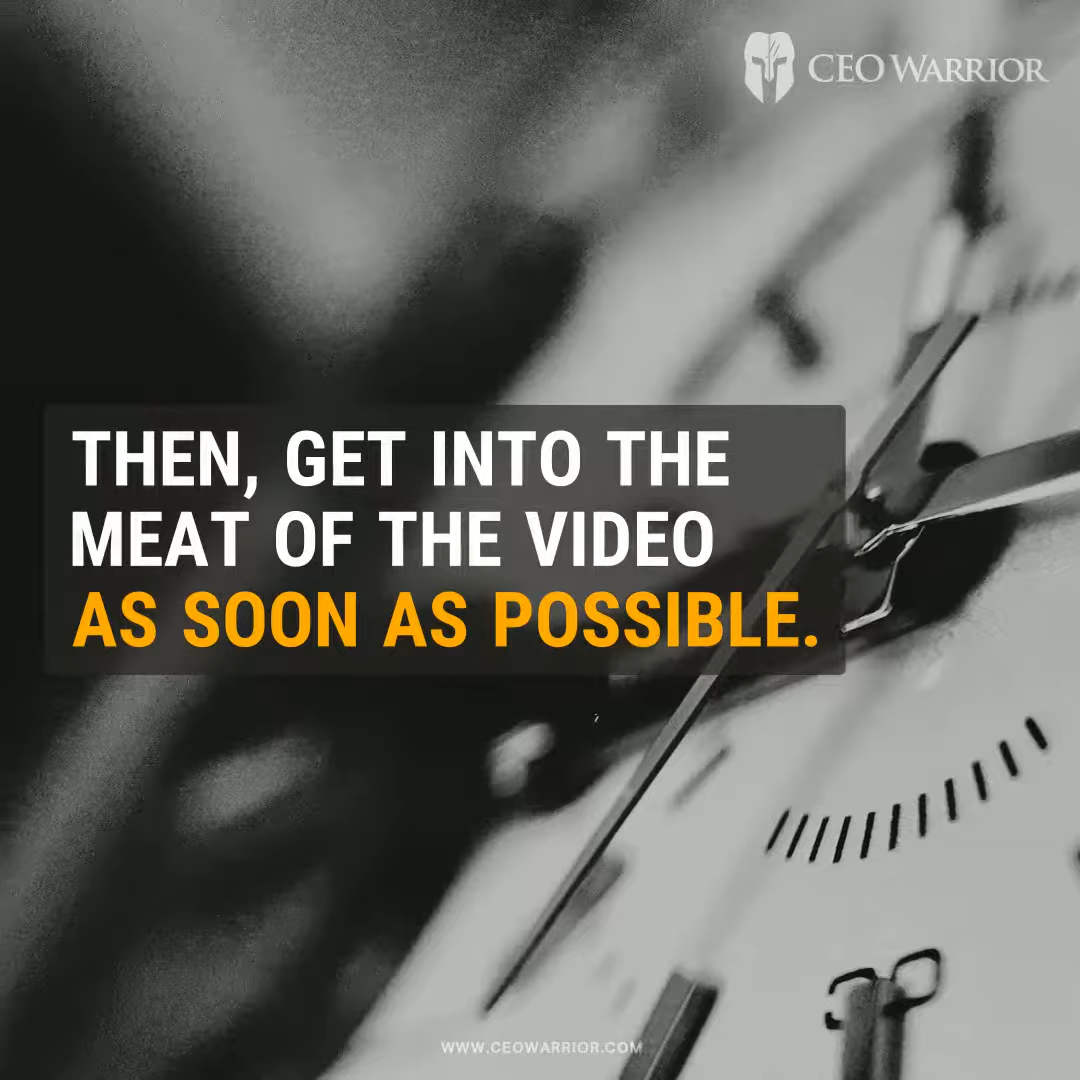 CEO WARRIOR
THEN, GET INTO THE
MEAT OF THE VIDEO
AS SOON AS POSSIBLE.
WWW.CEOWARRIOR.COM